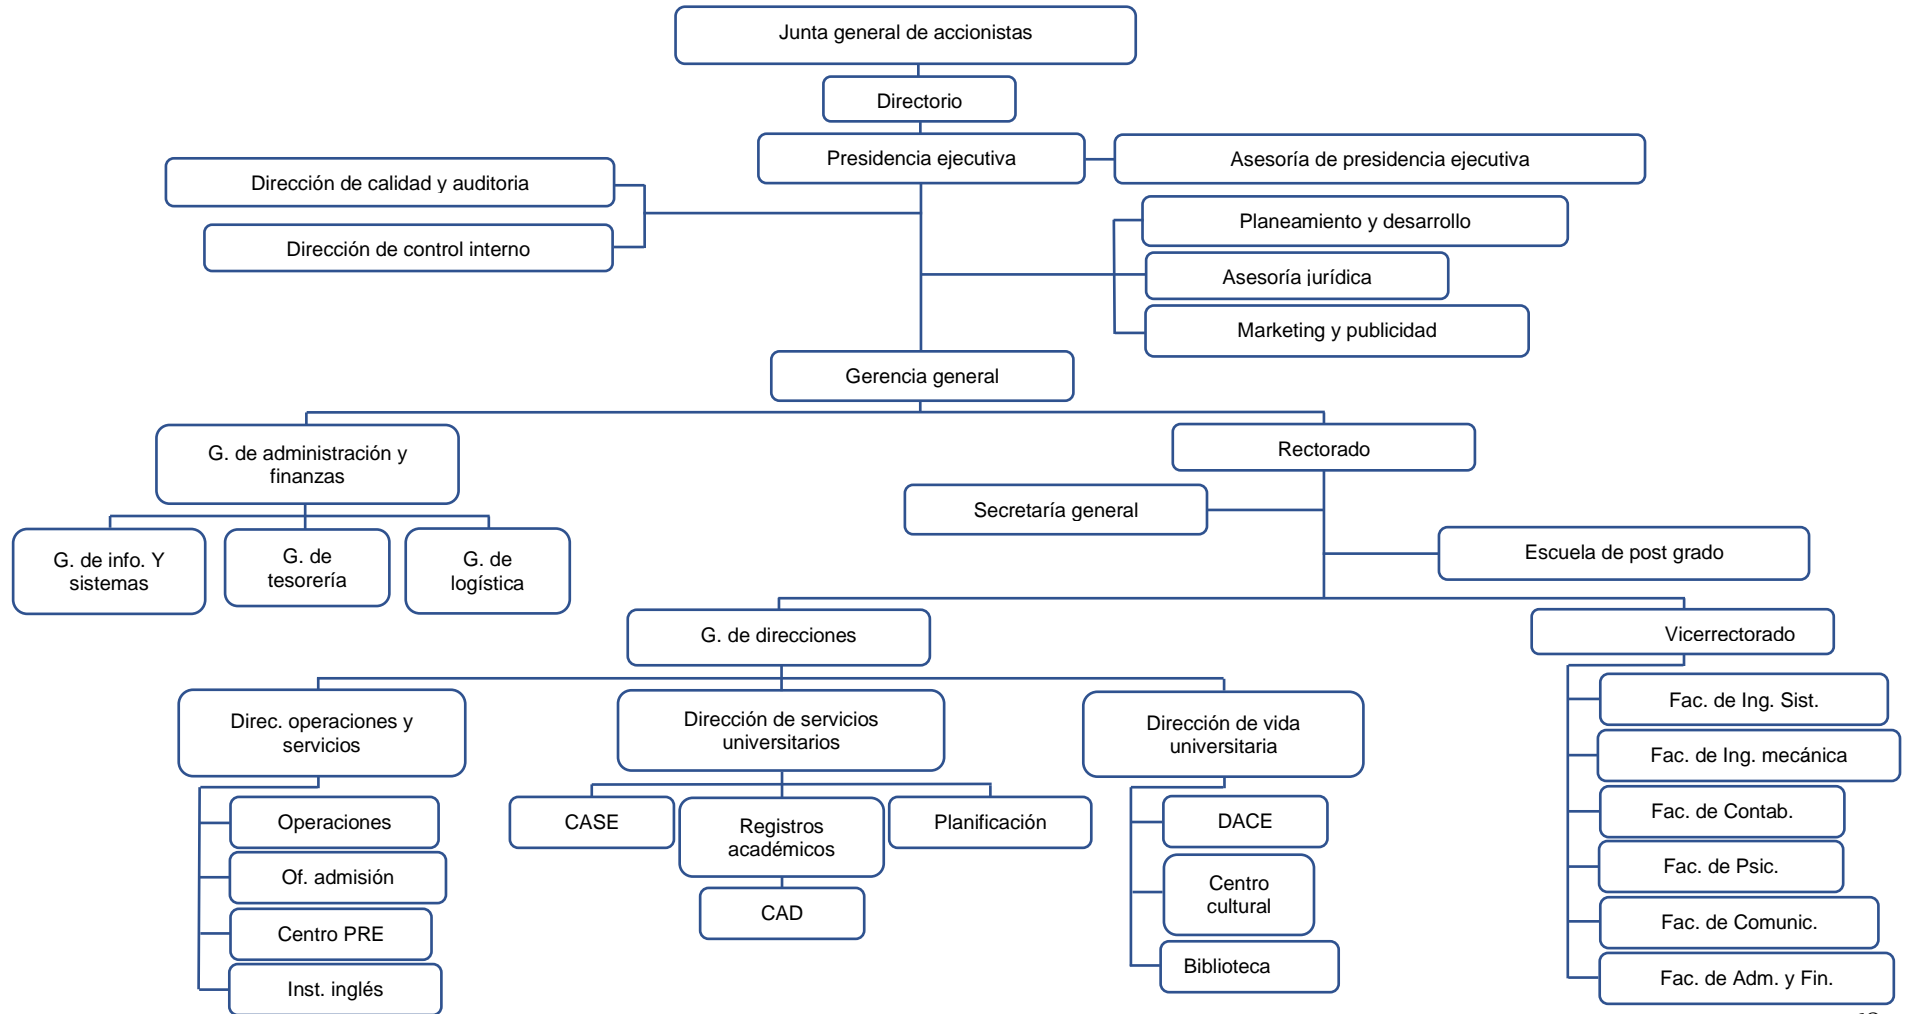 Junta general de accionistas
Directorio
Presidencia ejecutiva
Asesoría de presidencia ejecutiva
Dirección de calidad y auditoria
Dirección de control interno
Planeamiento y desarrollo
Asesoría jurídica
Marketing y publicidad
Gerencia general
G. de administración y
finanzas
Rectorado
Secretaría general
Escuela de post grado
G. de info. Y
sistemas
G. de
tesorería
G. de
logística
G. de direcciones
Vicerrectorado
Direc. operaciones y
servicios
Dirección de servicios
universitarios
Dirección de vida
universitaria
Operaciones
Of. admisión
Centro PRE
Inst. inglés
CASE
Registros
académicos
Planificación
CAD
DACE
Centro
cultural
Biblioteca
Fac. de Ing. Sist.
Fac. de Ing. mecánica
Fac. de Contab.
Fac. de Psic.
Fac. de Comunic.
Fac. de Adm. y Fin.